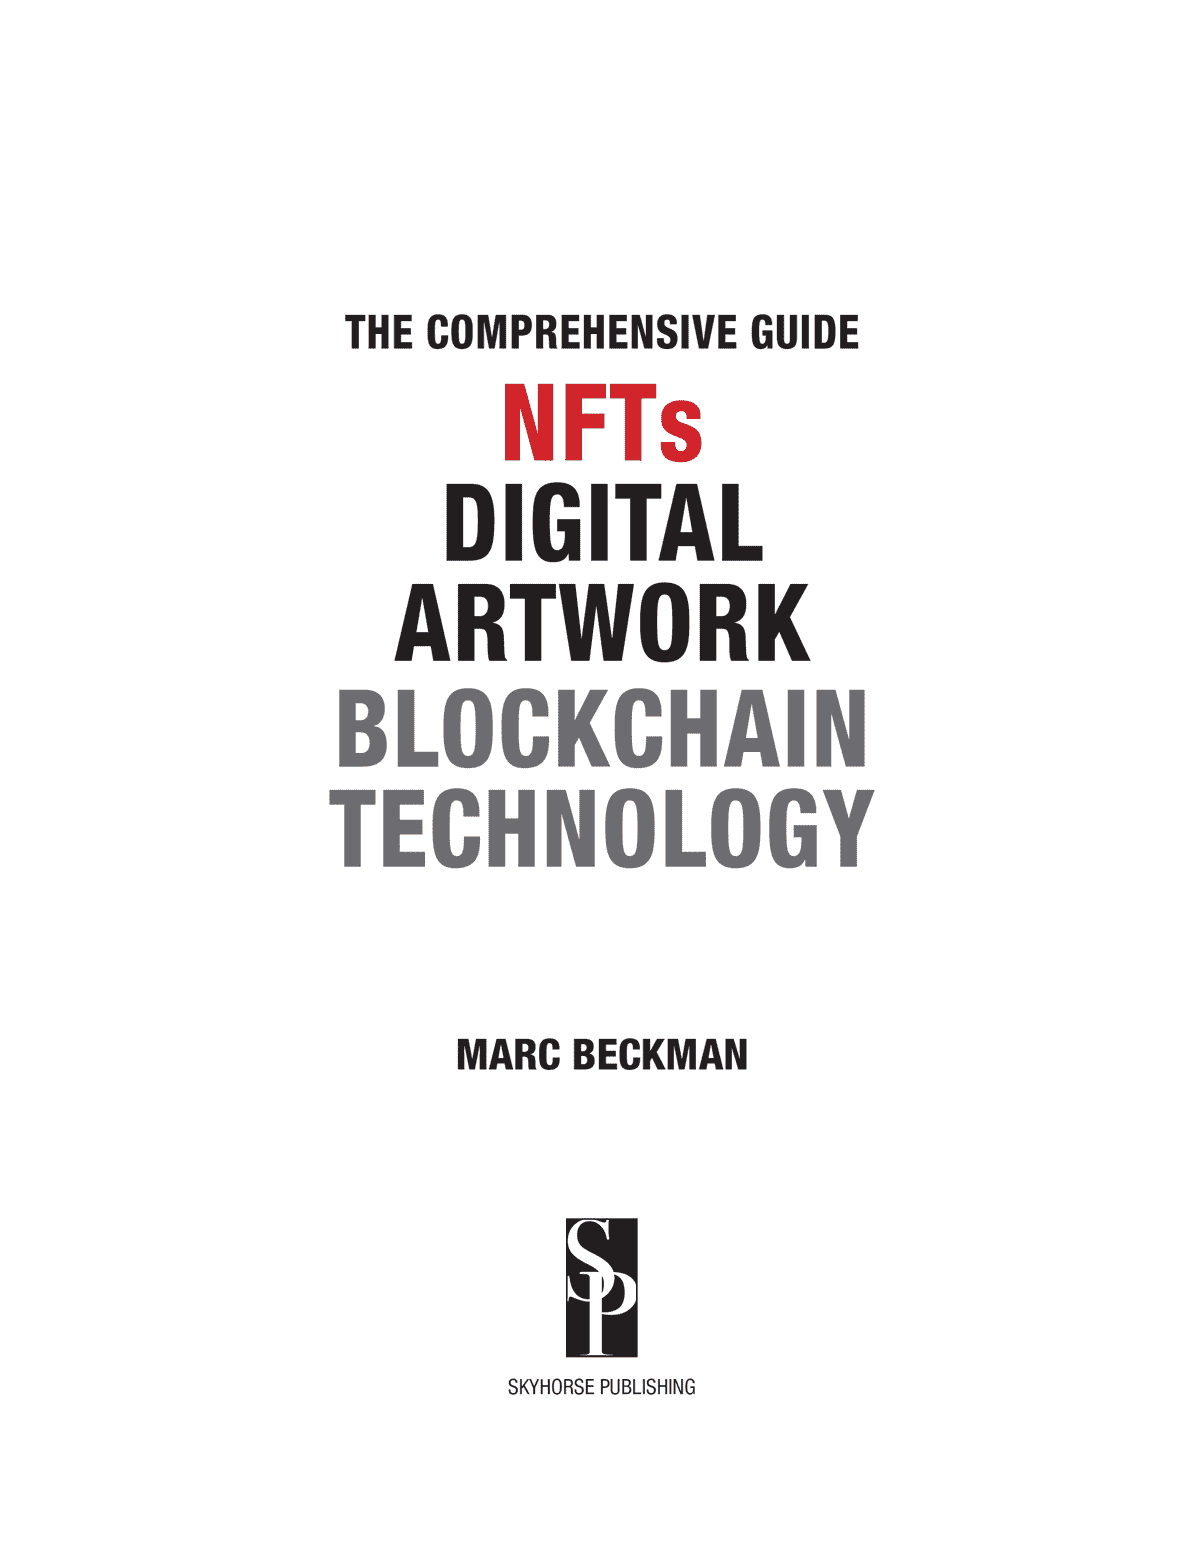 THE COMPREHENSIVE GUIDE
NFTs
DIGITAL
ARTWORK
BLOCKCHAIN
TECHNOLOGY
MARC BECKMAN
SP
SKYHORSE PUBLISHING